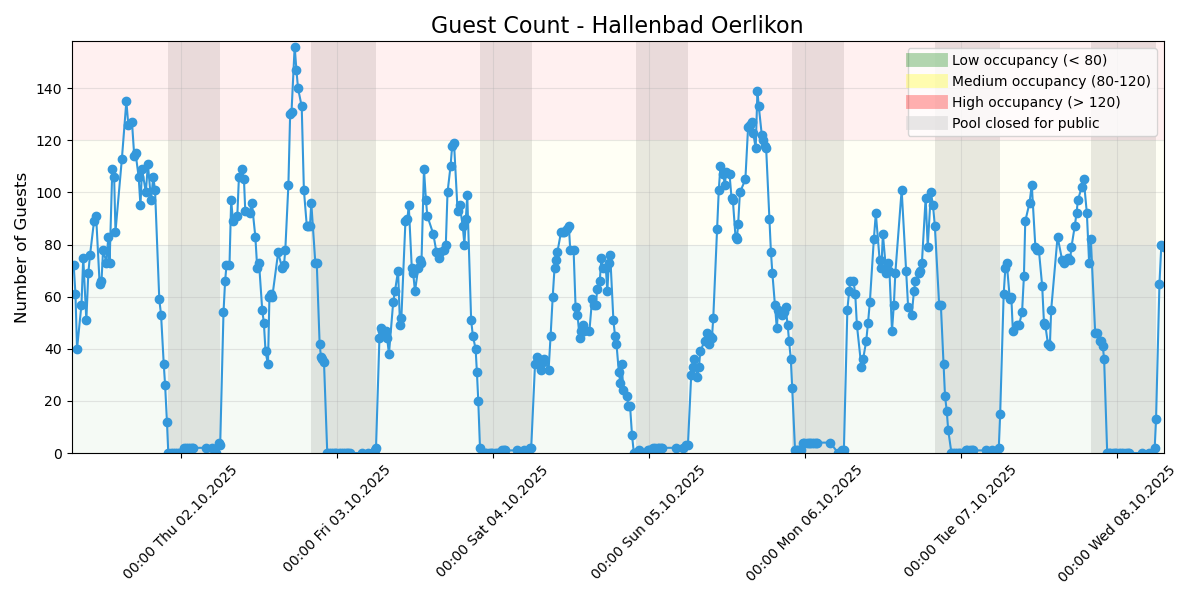 Guest Count - Hallenbad Oerlikon
Low occupancy (< 80)
Medium occupancy (80-120)
High occupancy (> 120)
Pool closed for public
Number of Guests
140
120
100
80
60
40
20
0
00:00 Thu 02.10.2025
00:00 Fri 03.10.2025
00:00 Sat 04.10.2025
00:00 Sun 05.10.2025
00:00 Mon 06.10.2025
00:00 Tue 07.10.2025
00:00 Wed 08.10.2025